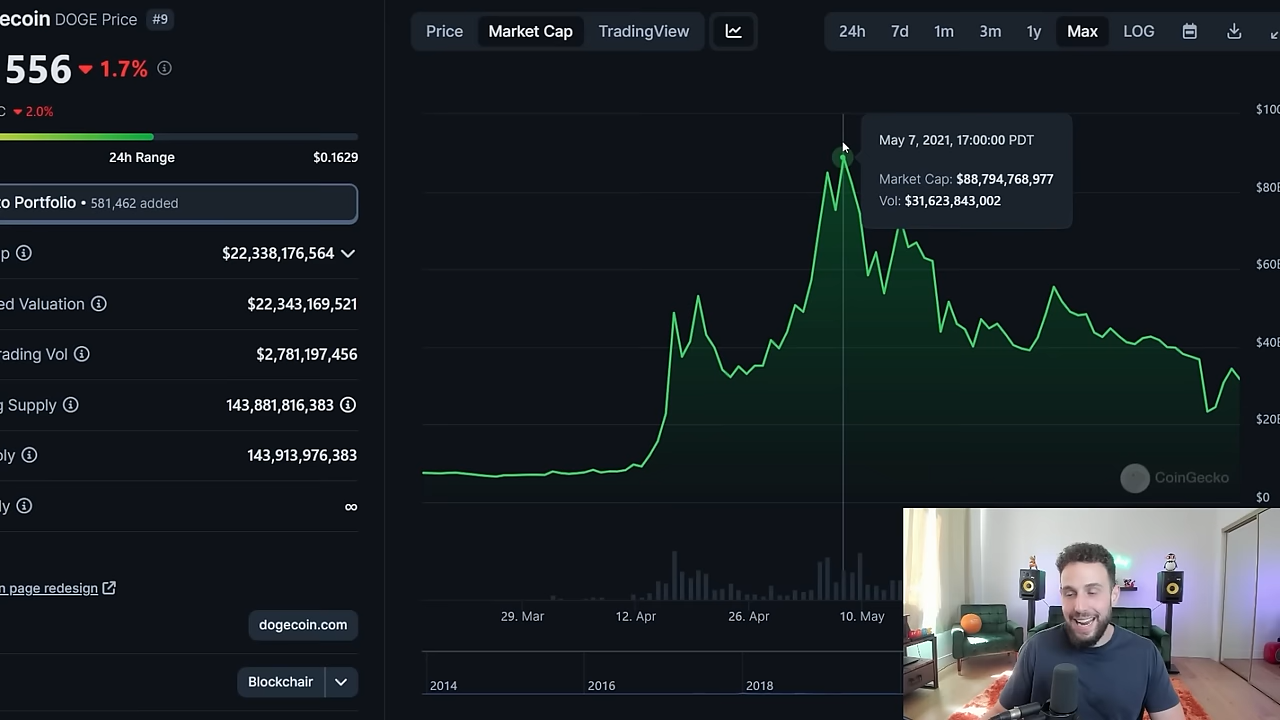 ecoin DOGE Price #9
556 1.7%
C 2.0%
24h Range $0.1629
to Portfolio • 581,462 added
p $22,338,176,564
ed Valuation $22,343,169,521
rading Vol $2,781,197,456
g Supply 143,881,816,383
ply 143,913,976,383
ly ∞
n page redesign
dogecoin.com
Blockchair
Price Market Cap TradingView
24h 7d 1m 3m 1y Max LOG
May 7, 2021, 17:00:00 PDT
Market Cap: $88,794,768,977
Vol: $31,623,843,002
$100
$80
$60
$40
$20
$0
CoinGecko
29. Mar 12. Apr 26. Apr 10. May
2014 2016 2018